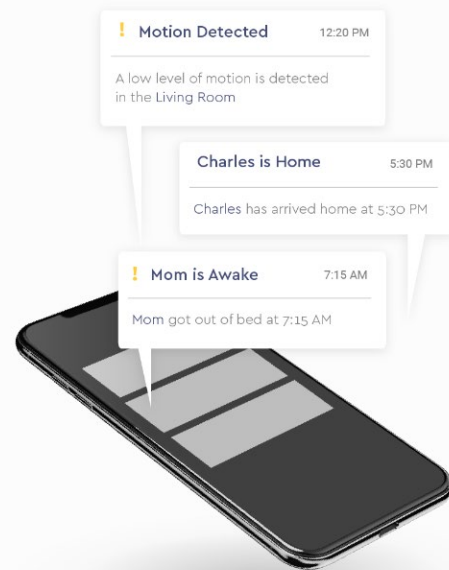 ! Motion Detected 12:20 PM
A low level of motion is detected
in the Living Room
Charles is Home 5:30 PM
Charles has arrived home at 5:30 PM
! Mom is Awake 7:15 AM
Mom got out of bed at 7:15 AM